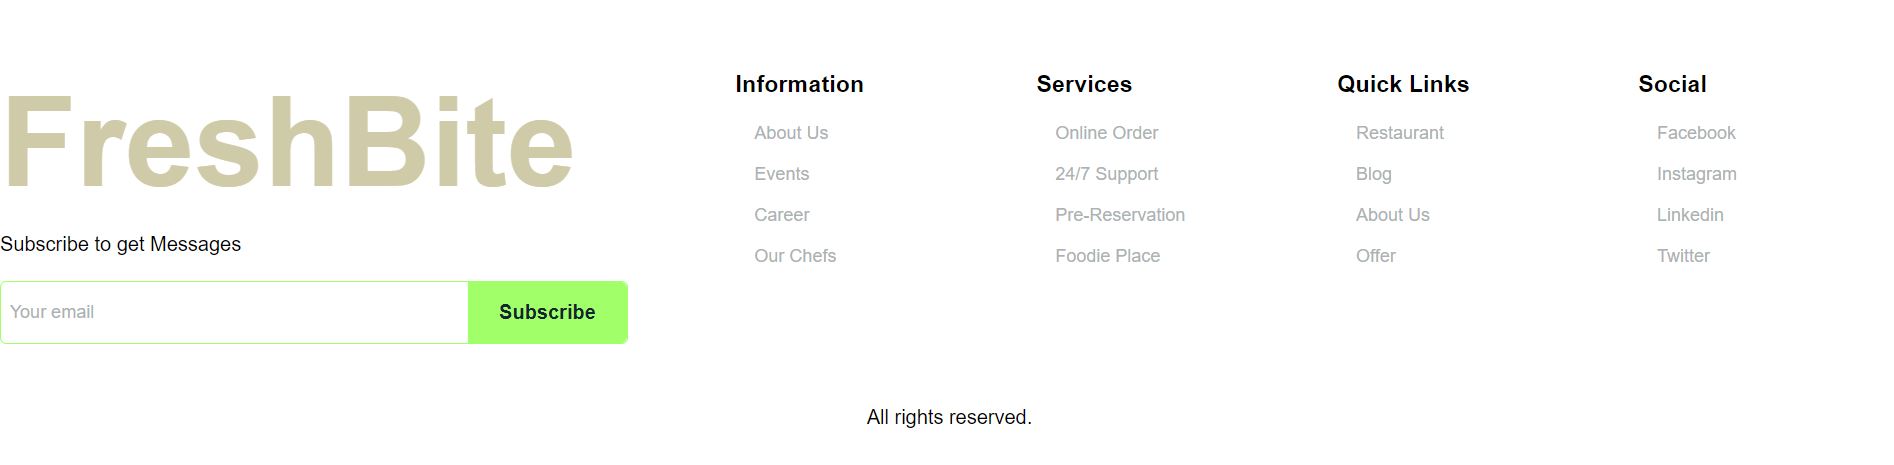 FreshBite
Subscribe to get Messages
Your email
Subscribe
Information
About Us
Events
Career
Our Chefs
Services
Online Order
24/7 Support
Pre-Reservation
Foodie Place
Quick Links
Restaurant
Blog
About Us
Offer
Social
Facebook
Instagram
Linkedin
Twitter
All rights reserved.